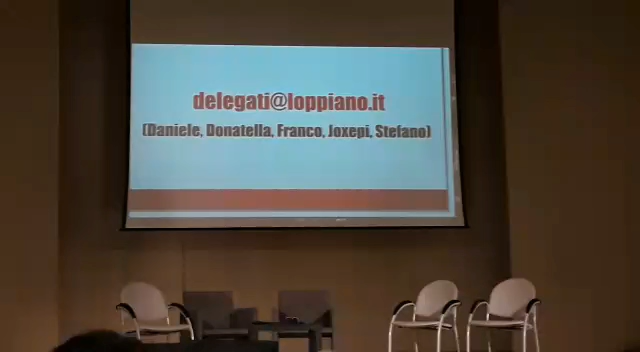 delegati@loppiano.it
(Daniele, Donatella, Franco, Joxepi, Stefano)